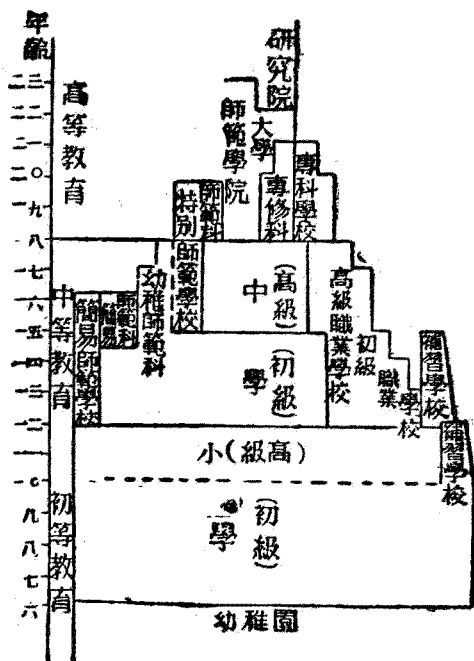 年齡
二三
二二
二一
二〇
一九
一八
一七
一六
一五
一四
一三
一二
一一
一〇
九
八
七
六
高等教育
中等教育
初等教育
研究院
大學
師範學院
專科學校
專修科
師範科
特別
師範學校
幼稚師範科
師範科
簡易
簡易師範學校
中
(高級)
學
(初級)
高級職業學校
初級
職業
學校
補習學校
補習學校
小(級高)
學
(初級)
幼稚園